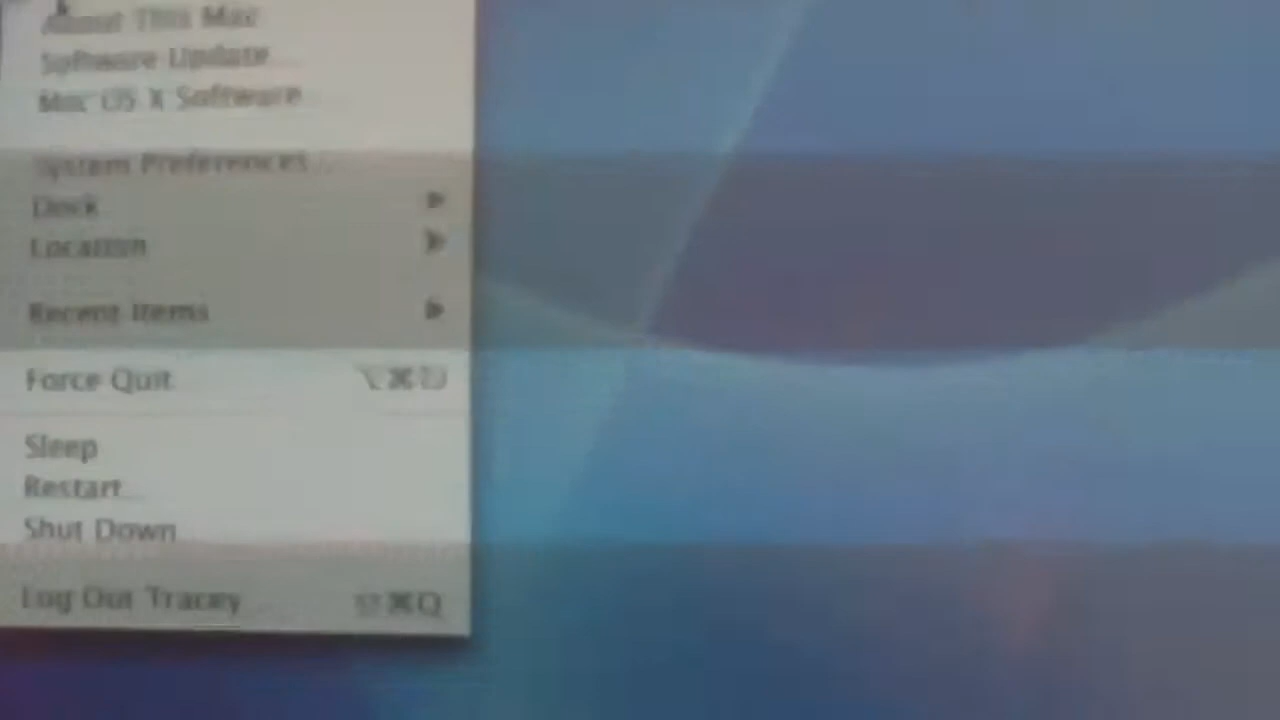 About This Mac
Software Update...
Mac OS X Software...
System Preferences...
Dock
Location
Recent Items
Force Quit ⌥⌘
Sleep
Restart...
Shut Down
Log Out Tracey ⇧⌘Q